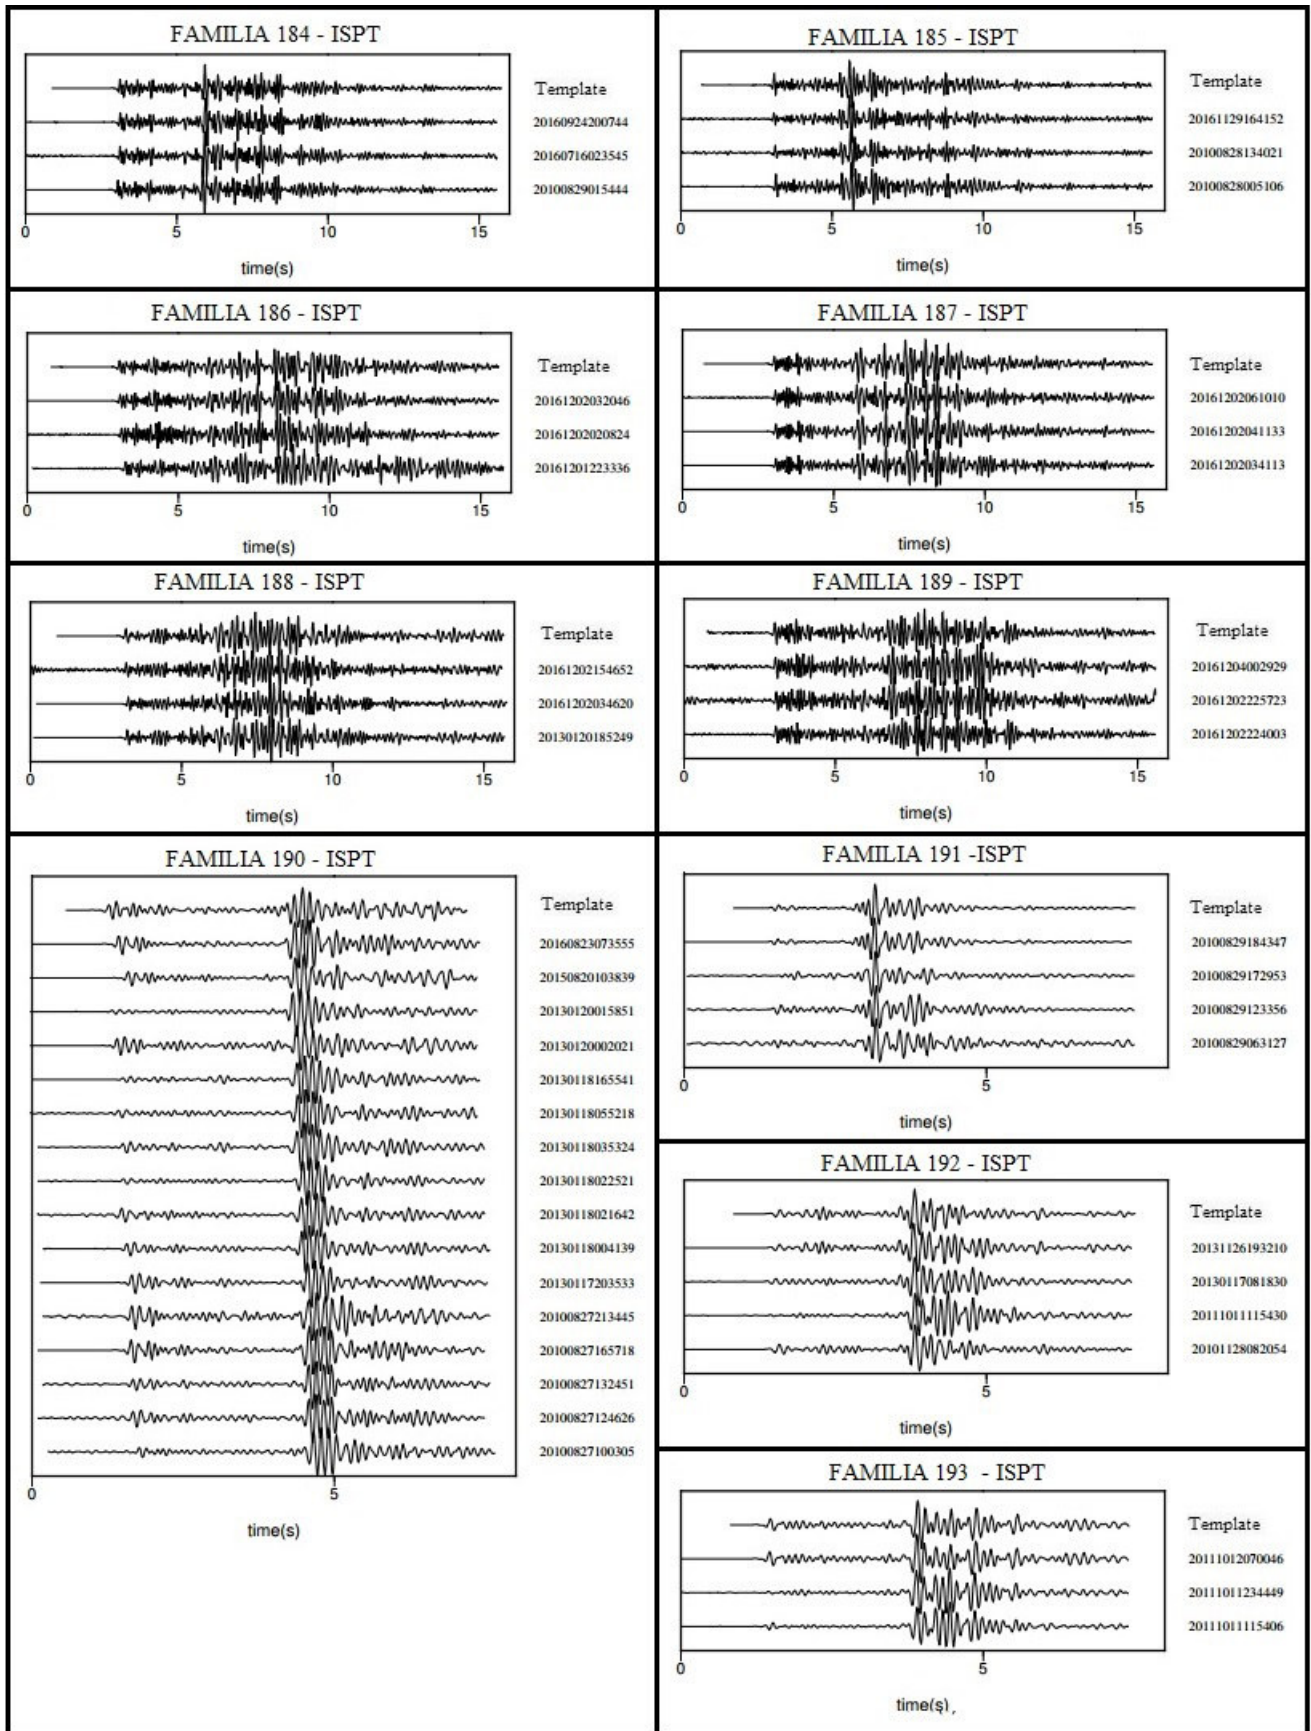 FAMILIA 184 - ISPT
Template
20160924200744
20160716023545
20100829015444
0 5 10 15
time(s)
FAMILIA 185 - ISPT
Template
20161129164152
20100828134021
20100828005106
0 5 10 15
time(s)
FAMILIA 186 - ISPT
Template
20161202032046
20161202020824
20161201223336
0 5 10 15
time(s)
FAMILIA 187 - ISPT
Template
20161202061010
20161202041133
20161202034113
0 5 10 15
time(s)
FAMILIA 188 - ISPT
Template
20161202154652
20161202034620
20130120185249
0 5 10 15
time(s)
FAMILIA 189 - ISPT
Template
20161204002929
20161202225723
20161202224003
0 5 10 15
time(s)
FAMILIA 190 - ISPT
Template
20160823073555
20150820103839
20130120015851
20130120002021
20130118165541
20130118055218
20130118035324
20130118022521
20130118021642
20130118004139
20130117203533
20100827213445
20100827165718
20100827132451
20100827124626
20100827100305
0 5
time(s)
FAMILIA 191 -ISPT
Template
20100829184347
20100829172953
20100829123356
20100829063127
0 5
time(s)
FAMILIA 192 - ISPT
Template
20131126193210
20130117081830
20111011115430
20101128082054
0 5
time(s)
FAMILIA 193 - ISPT
Template
20111012070046
20111011234449
20111011115406
0 5
time(s) ,